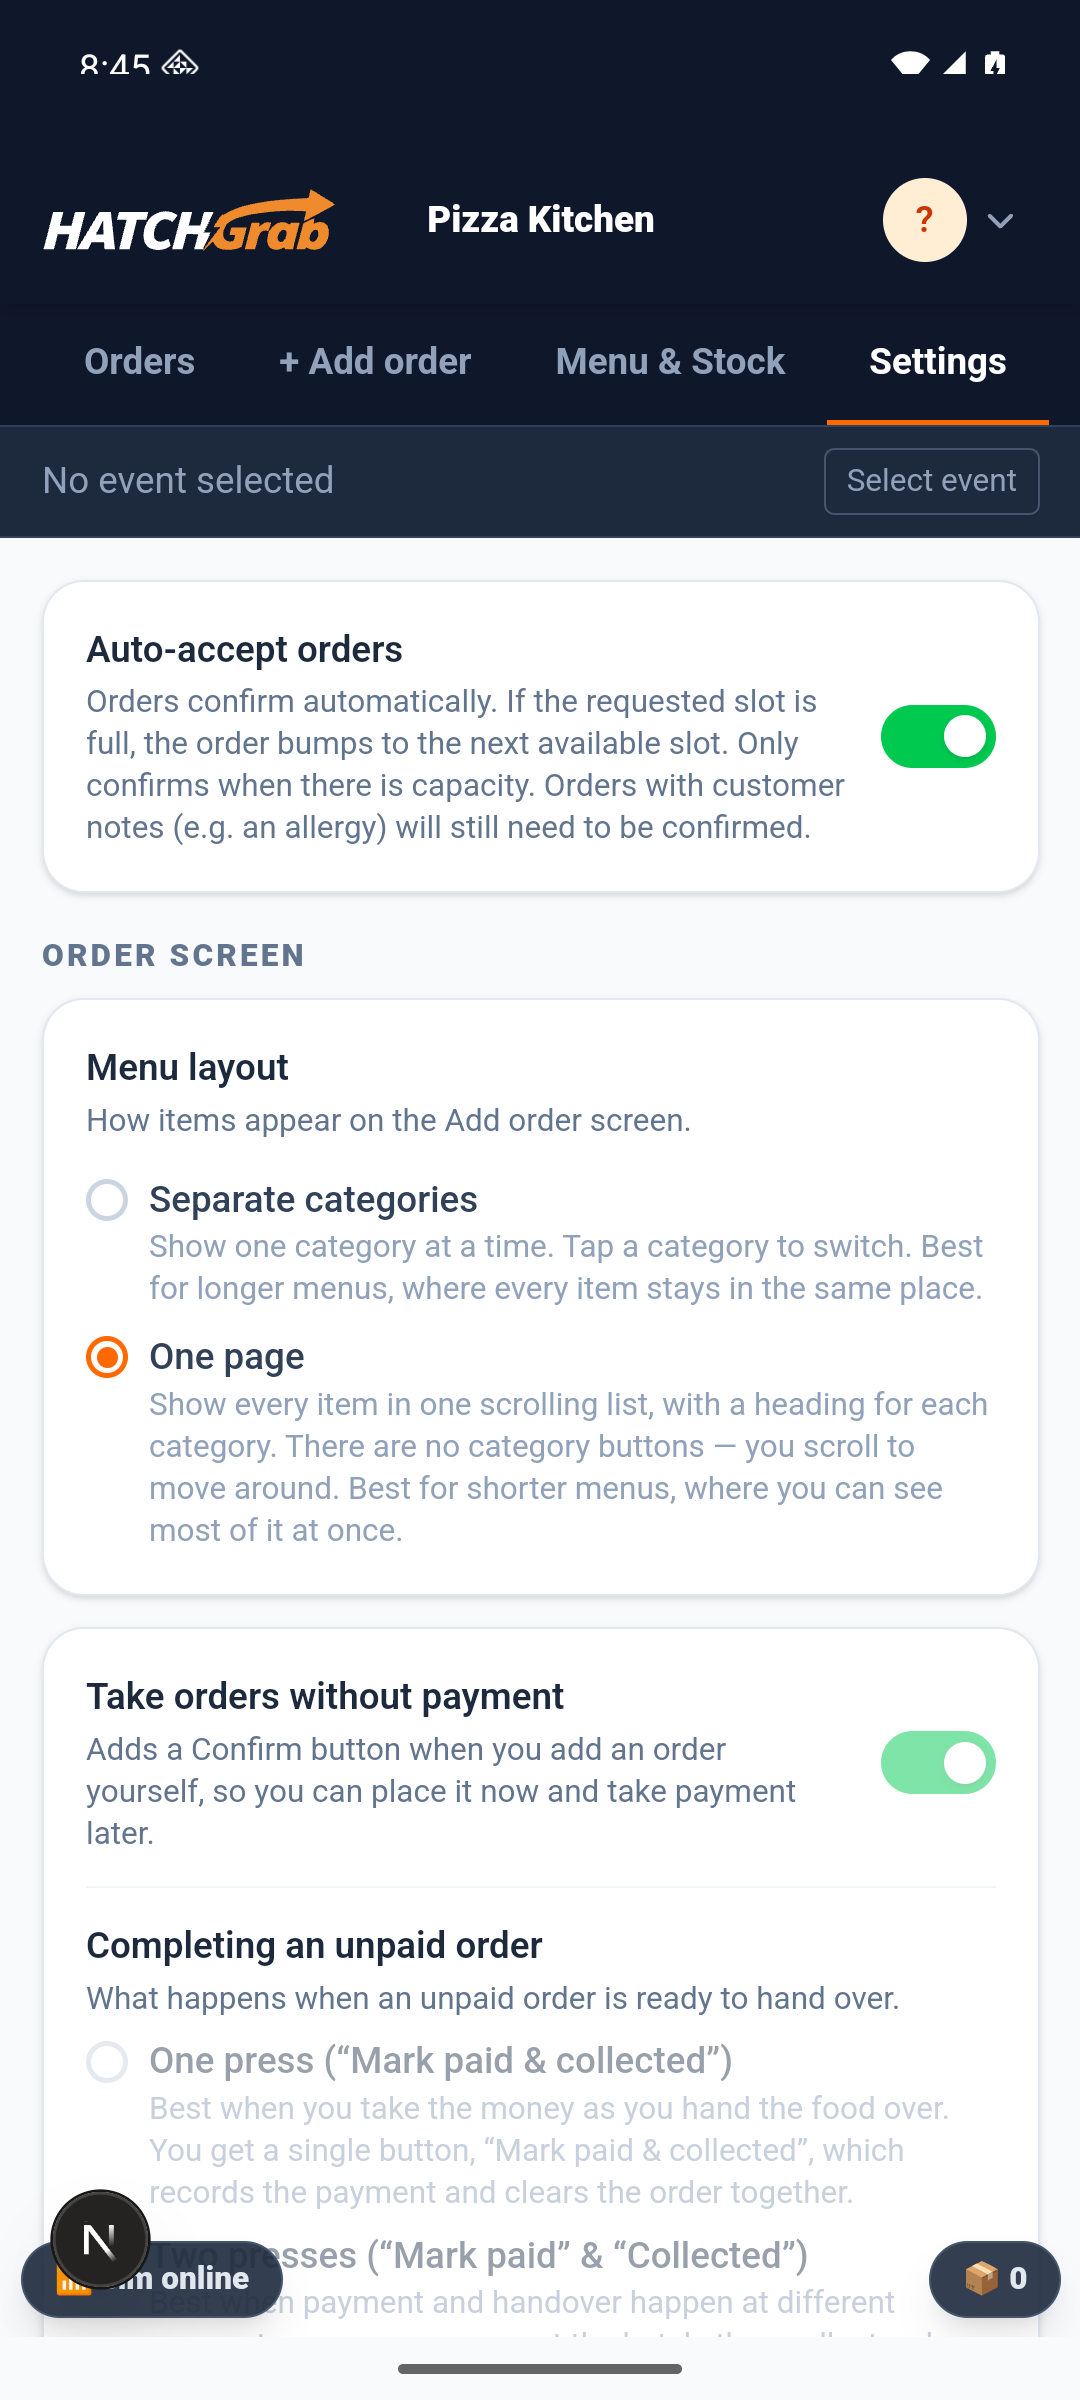 8:45
HATCHGrab
Pizza Kitchen
?
Orders
+ Add order
Menu & Stock
Settings
No event selected
Select event
Auto-accept orders
Orders confirm automatically. If the requested slot is
full, the order bumps to the next available slot. Only
confirms when there is capacity. Orders with customer
notes (e.g. an allergy) will still need to be confirmed.
ORDER SCREEN
Menu layout
How items appear on the Add order screen.
Separate categories
Show one category at a time. Tap a category to switch. Best
for longer menus, where every item stays in the same place.
One page
Show every item in one scrolling list, with a heading for each
category. There are no category buttons — you scroll to
move around. Best for shorter menus, where you can see
most of it at once.
Take orders without payment
Adds a Confirm button when you add an order
yourself, so you can place it now and take payment
later.
Completing an unpaid order
What happens when an unpaid order is ready to hand over.
One press (“Mark paid & collected”)
Best when you take the money as you hand the food over.
You get a single button, “Mark paid & collected”, which
records the payment and clears the order together.
Two presses (“Mark paid” & “Collected”)
Best when payment and handover happen at different
N
online
0